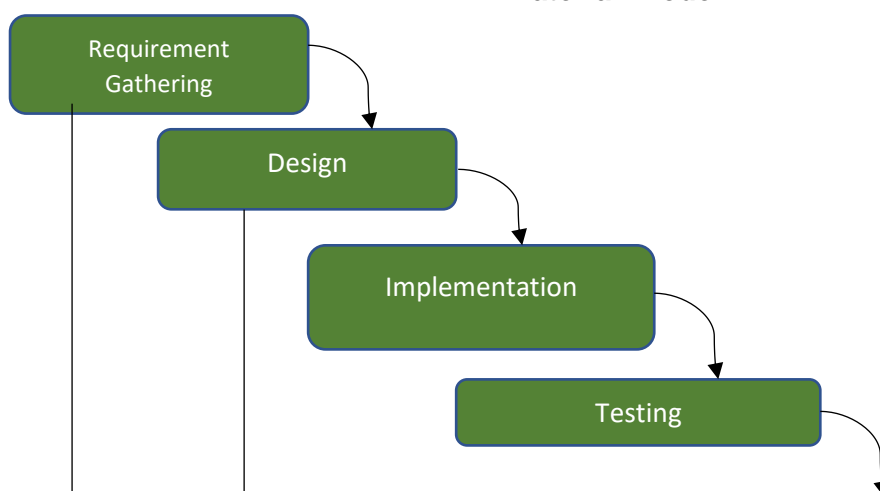 Requirement
Gathering
Design
Implementation
Testing